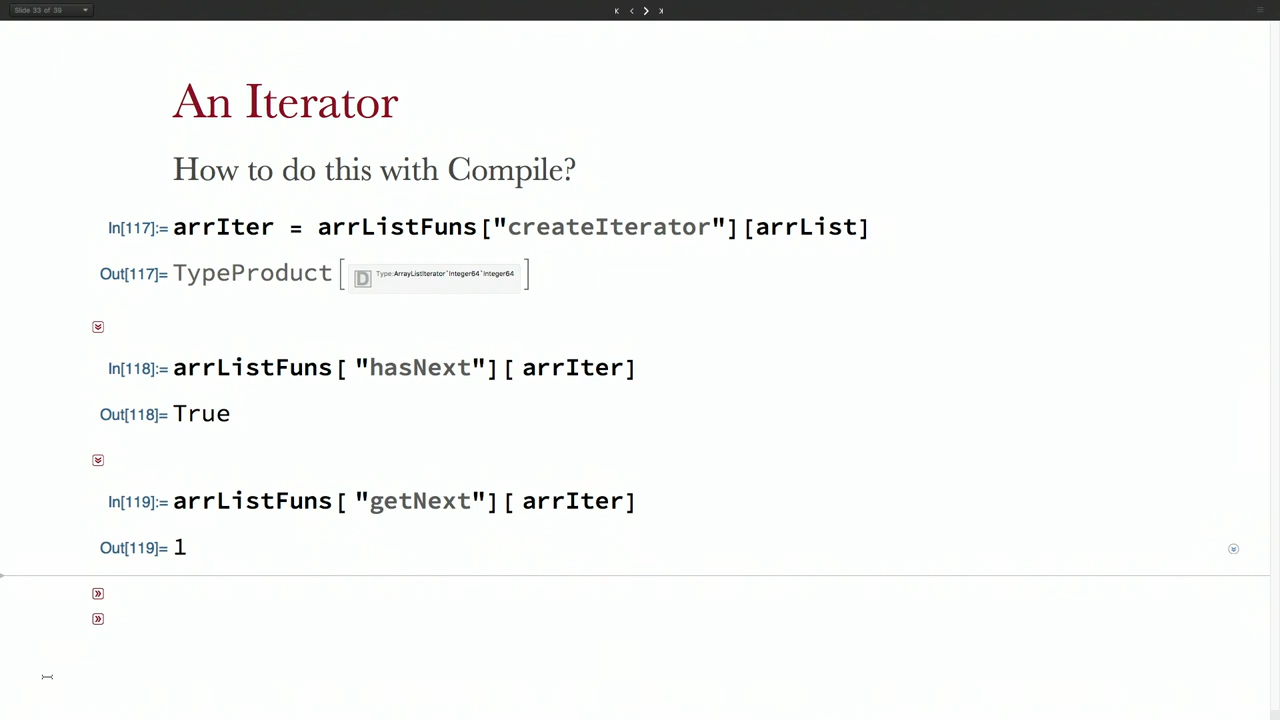 Slide 33 of 39
An Iterator
How to do this with Compile?
In[117]:= arrIter = arrListFuns["createIterator"][arrList]
Out[117]= TypeProduct[ D Type:ArrayListIterator`Integer64`Integer64 ]
In[118]:= arrListFuns[ "hasNext"][ arrIter]
Out[118]= True
In[119]:= arrListFuns[ "getNext"][ arrIter]
Out[119]= 1